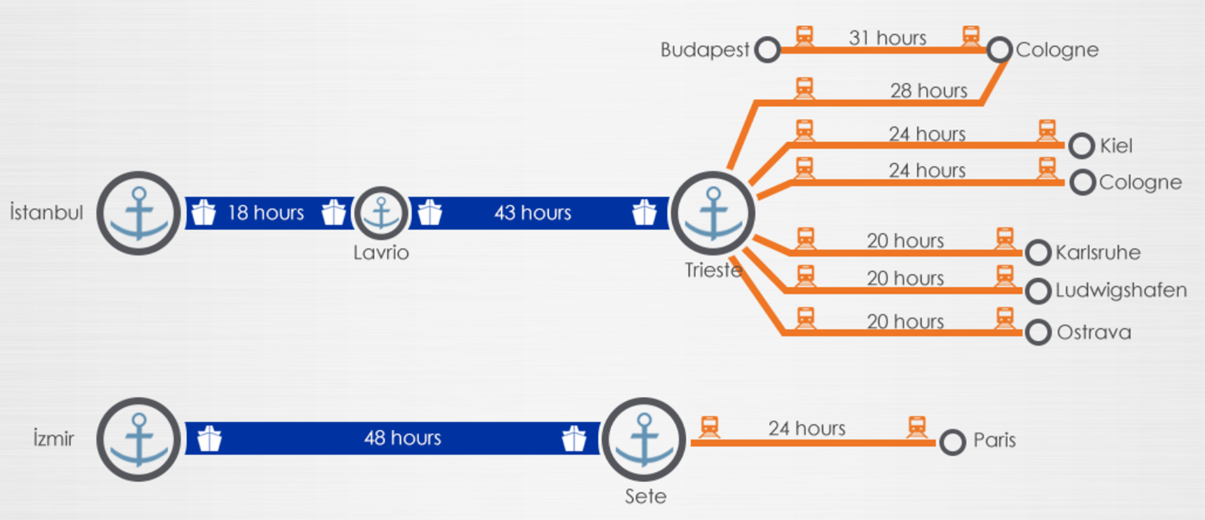 Budapest
31 hours
Cologne
28 hours
24 hours
Kiel
24 hours
Cologne
İstanbul
18 hours
Lavrio
43 hours
Trieste
20 hours
Karlsruhe
20 hours
Ludwigshafen
20 hours
Ostrava
İzmir
48 hours
Sete
24 hours
Paris